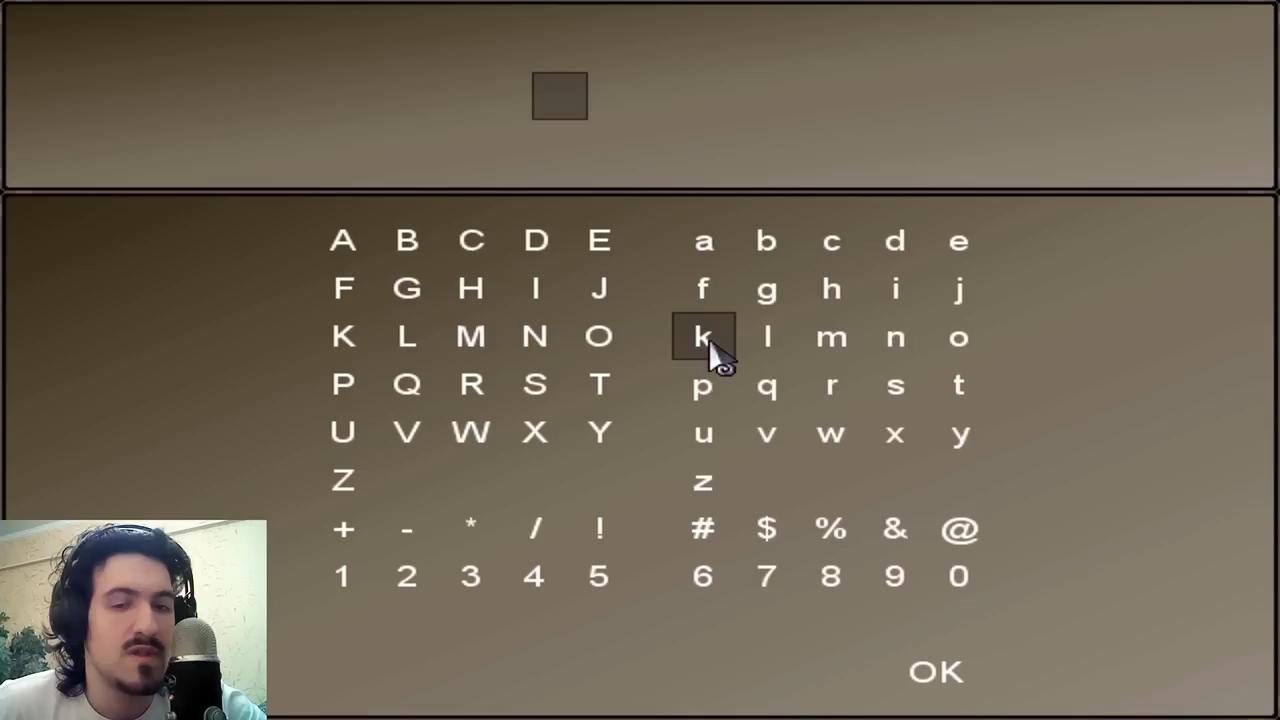 A B C D E a b c d e
F G H I J f g h i j
K L M N O k l m n o
P Q R S T p q r s t
U V W X Y u v w x y
Z z
+ - * / ! # $ % & @
1 2 3 4 5 6 7 8 9 0
OK